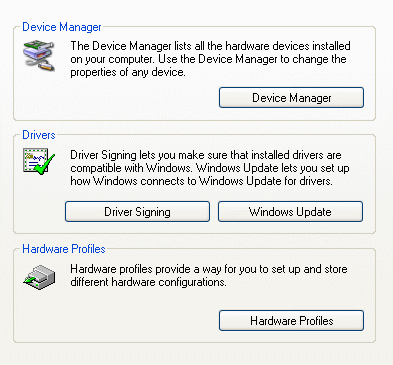 Device Manager
The Device Manager lists all the hardware devices installed
on your computer. Use the Device Manager to change the
properties of any device.
Device Manager
Drivers
Driver Signing lets you make sure that installed drivers are
compatible with Windows. Windows Update lets you set up
how Windows connects to Windows Update for drivers.
Driver Signing
Windows Update
Hardware Profiles
Hardware profiles provide a way for you to set up and store
different hardware configurations.
Hardware Profiles